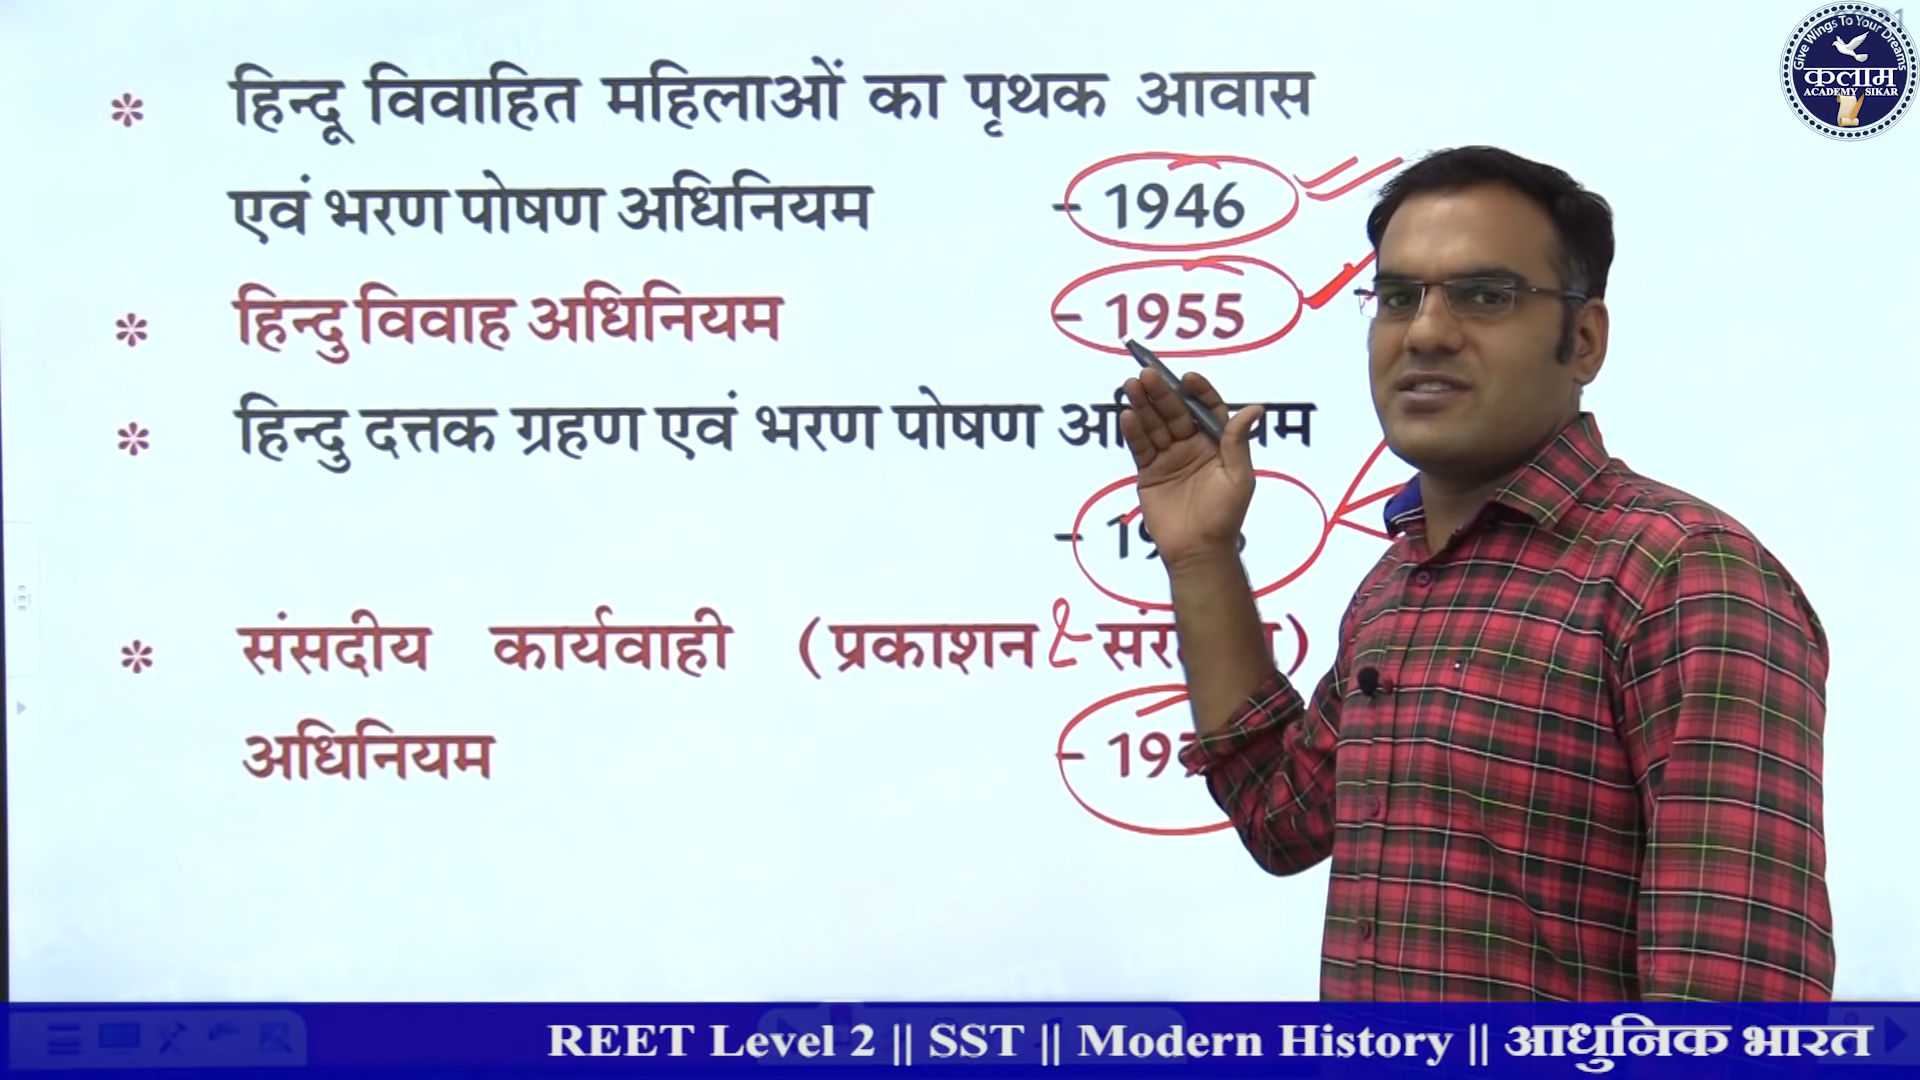 हिन्दू विवाहित महिलाओं का पृथक आवास
एवं भरण पोषण अधिनियम - 1946
हिन्दु विवाह अधिनियम - 1955
हिन्दु दत्तक ग्रहण एवं भरण पोषण
संसदीय कार्यवाही (प्रकाशन &
अधिनियम
Give Wings To Your Dreams
कलाम
ACADEMY SIKAR
REET Level 2 || SST || Modern History || आधुनिक भारत